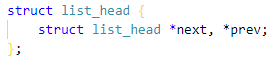 struct list_head {
    struct list_head *next, *prev;
};